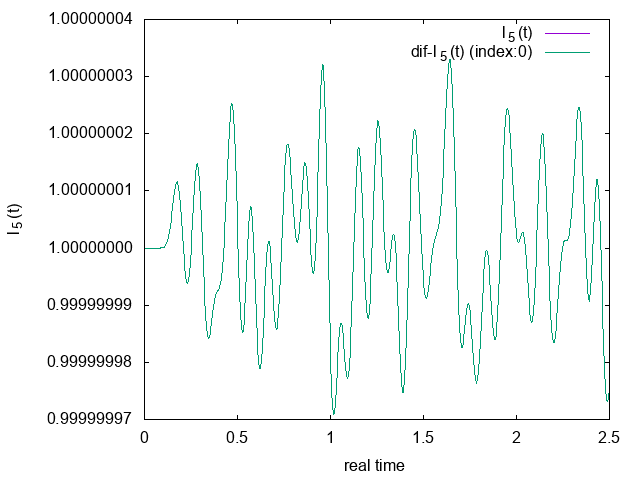 1.00000004
1.00000003
1.00000002
1.00000001
1.00000000
0.99999999
0.99999998
0.99999997
I5(t)
I5(t)
dif-I5(t) (index:0)
0 0.5 1 1.5 2 2.5
real time